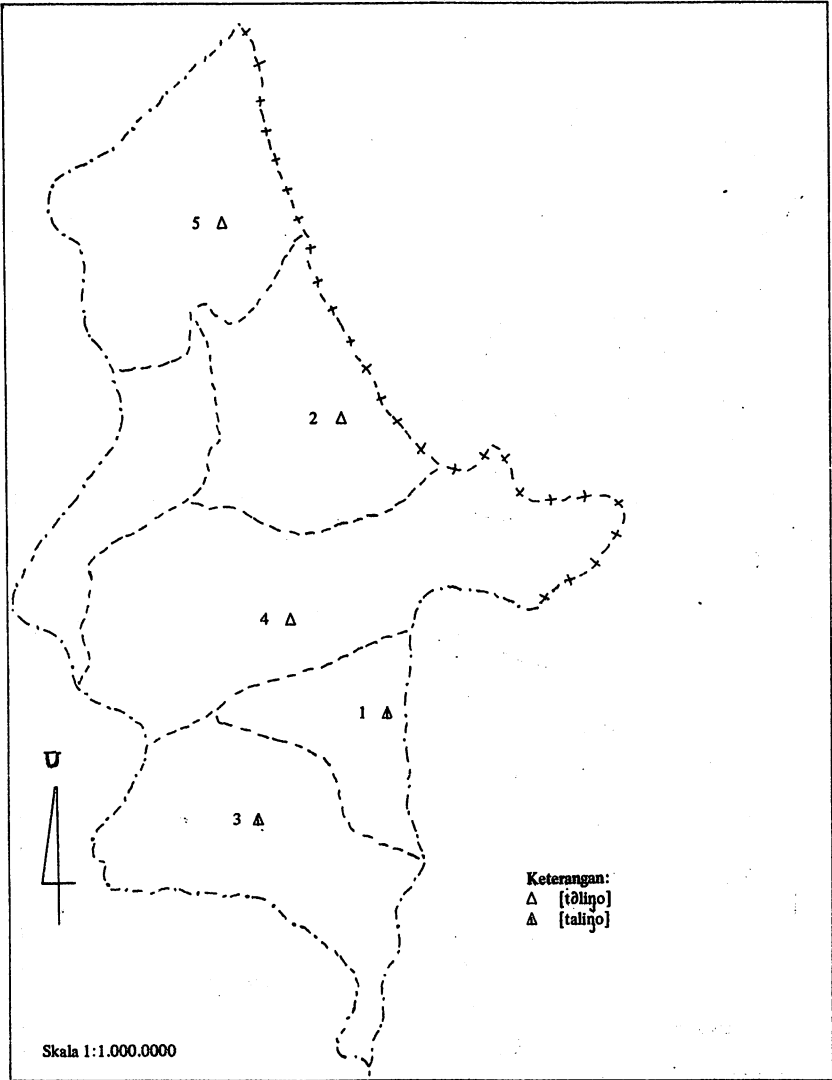 5 Δ
2 Δ
4 Δ
1 ⍋
3 ⍋
U
Keterangan:
Δ [təliŋo]
⍋ [taliŋo]
Skala 1:1.000.0000